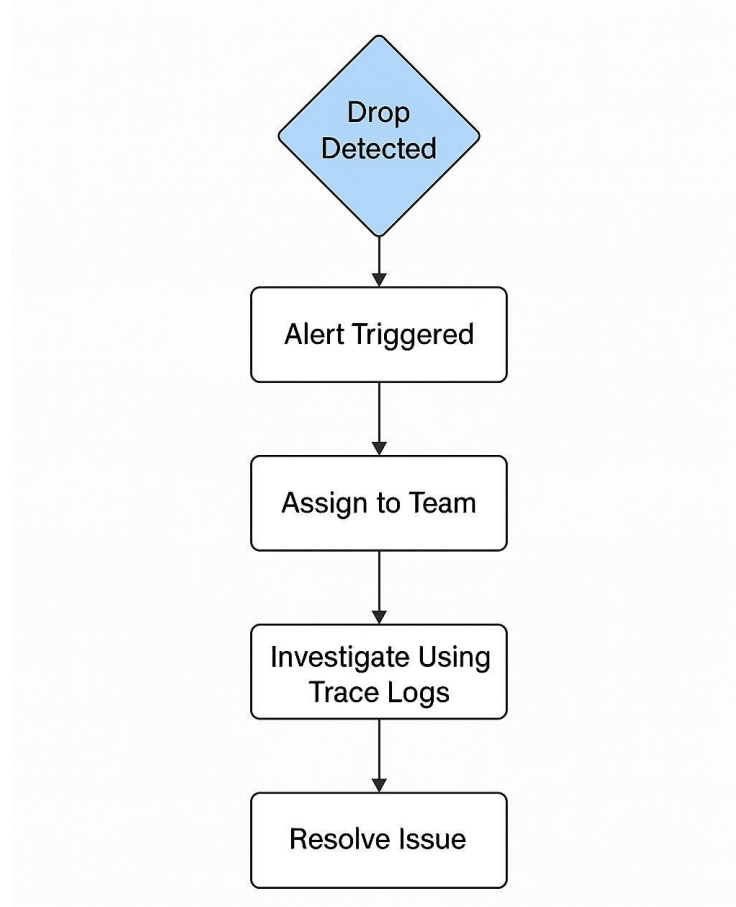 Drop
Detected
Alert Triggered
Assign to Team
Investigate Using
Trace Logs
Resolve Issue